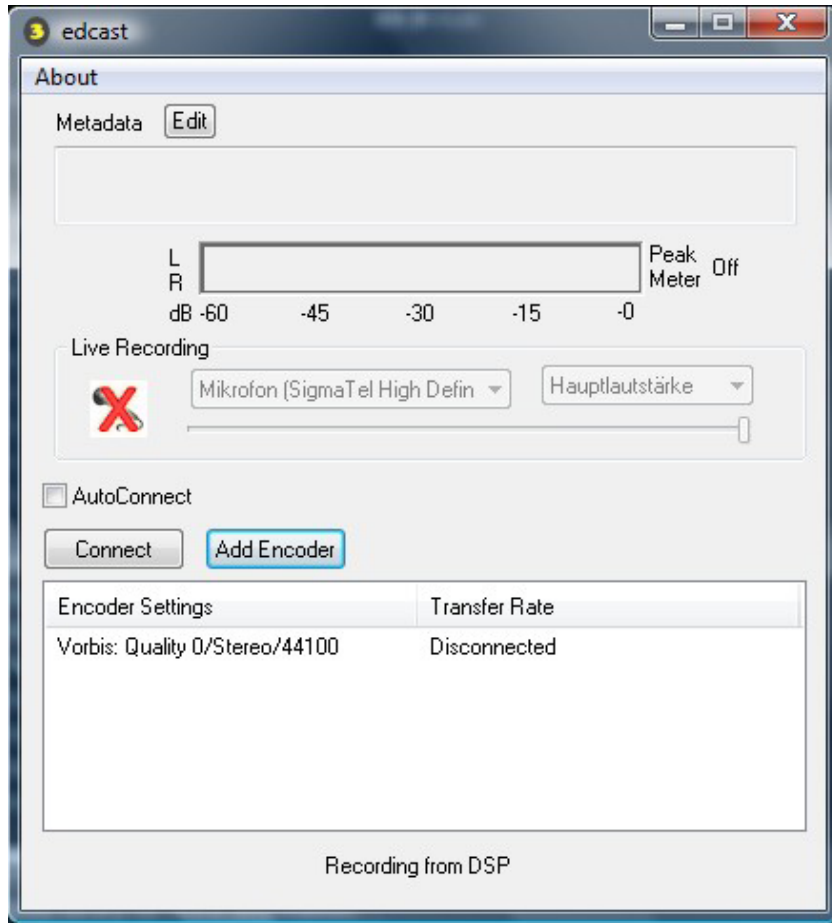 edcast
About
Metadata Edit
L
R
Peak
Meter Off
dB -60 -45 -30 -15 -0
Live Recording
Mikrofon (SigmaTel High Defin
Hauptlautstärke
AutoConnect
Connect Add Encoder
Encoder Settings Transfer Rate
Vorbis: Quality 0/Stereo/44100 Disconnected
Recording from DSP